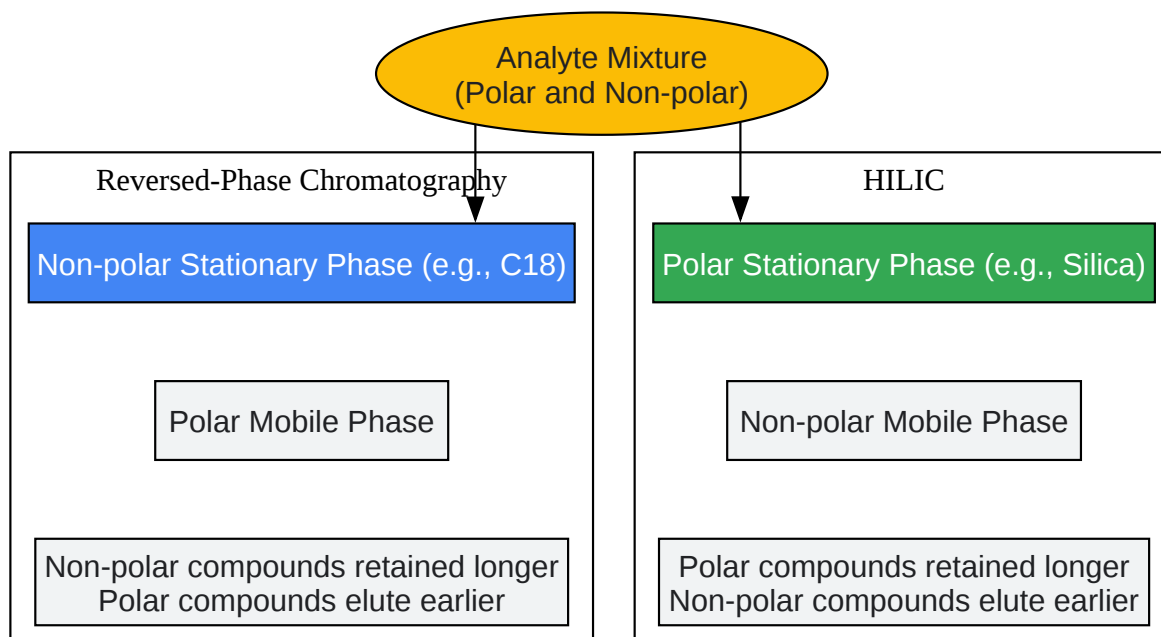 Analyte Mixture
(Polar and Non-polar)
Reversed-Phase Chromatography
Non-polar Stationary Phase (e.g., C18)
Polar Mobile Phase
Non-polar compounds retained longer
Polar compounds elute earlier
HILIC
Polar Stationary Phase (e.g., Silica)
Non-polar Mobile Phase
Polar compounds retained longer
Non-polar compounds elute earlier